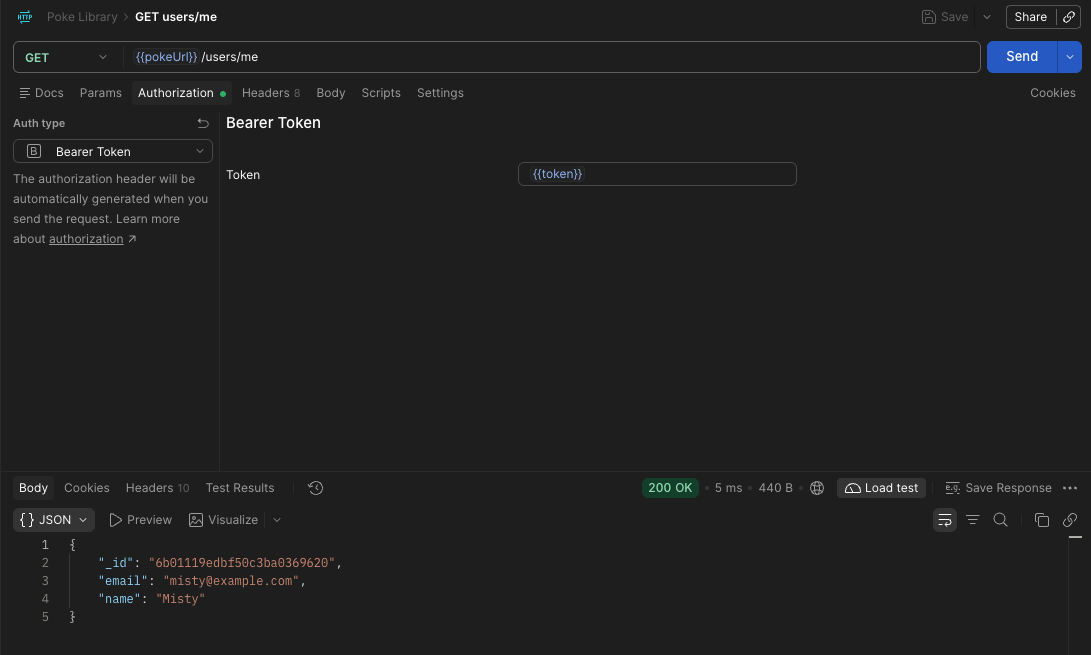 HTTP Poke Library > GET users/me Save Share
GET {{pokeUrl}} /users/me Send
Docs Params Authorization Headers 8 Body Scripts Settings Cookies
Auth type
B Bearer Token
The authorization header will be
automatically generated when you
send the request. Learn more
about authorization ↗
Bearer Token
Token {{token}}
Body Cookies Headers 10 Test Results 200 OK • 5 ms • 440 B • Load test e.g. Save Response •••
{} JSON Preview Visualize
1 {
2 "_id": "6b01119edbf50c3ba0369620",
3 "email": "misty@example.com",
4 "name": "Misty"
5 }